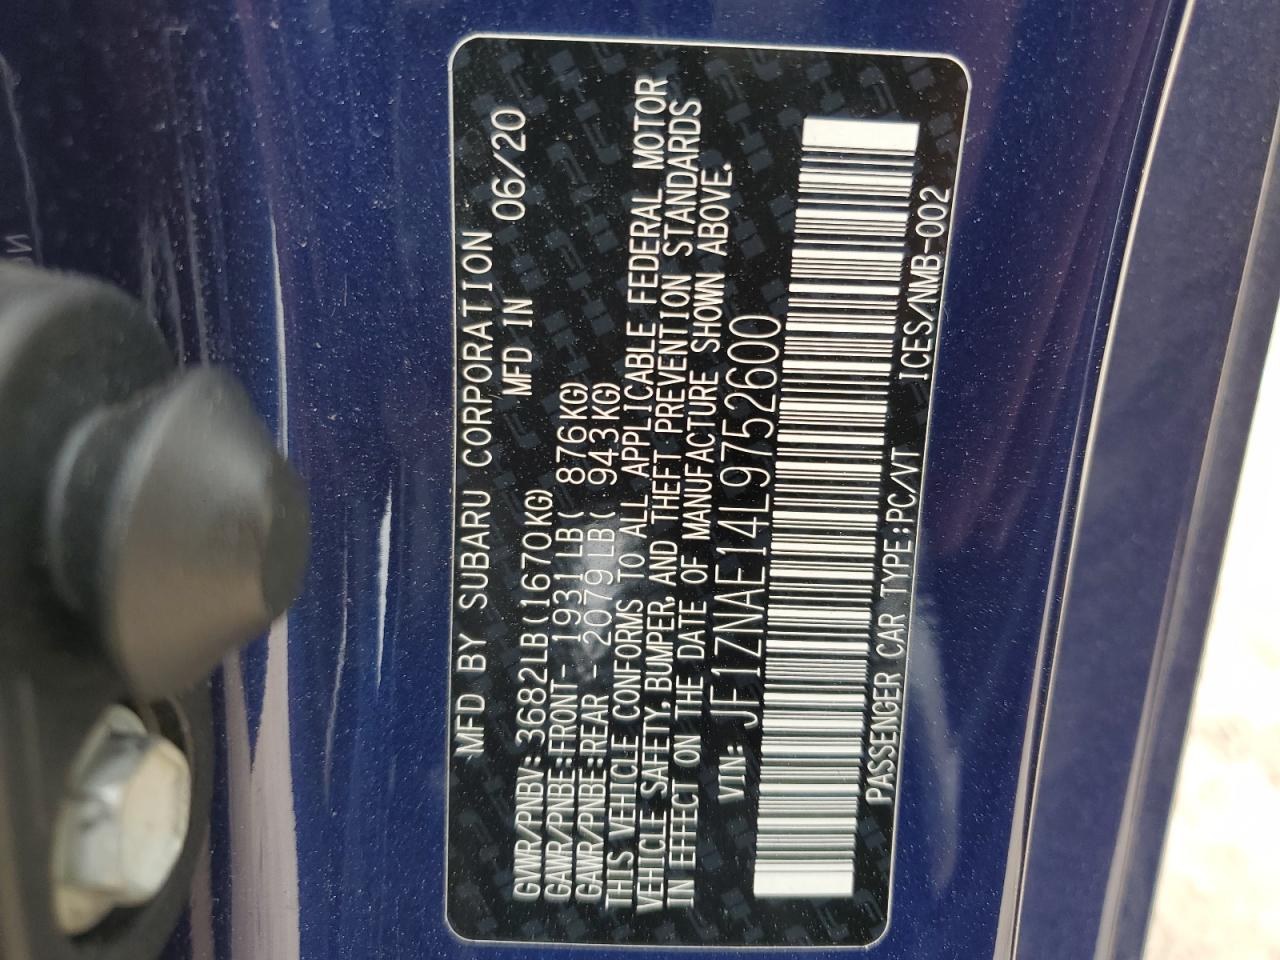 MFD BY SUBARU CORPORATION 06/20
MFD IN
GVWR/PNBV: 3682LB(1670KG)
GAWR/PNBE:FRONT- 1931LB( 876KG)
GAWR/PNBE:REAR - 2079LB( 943KG)
THIS VEHICLE CONFORMS TO ALL APPLICABLE FEDERAL MOTOR
VEHICLE SAFETY, BUMPER, AND THEFT PREVENTION STANDARDS
IN EFFECT ON THE DATE OF MANUFACTURE SHOWN ABOVE.
VIN: JF1ZNAE14L9752600
PASSENGER CAR TYPE:PC/VT ICES/NMB-002